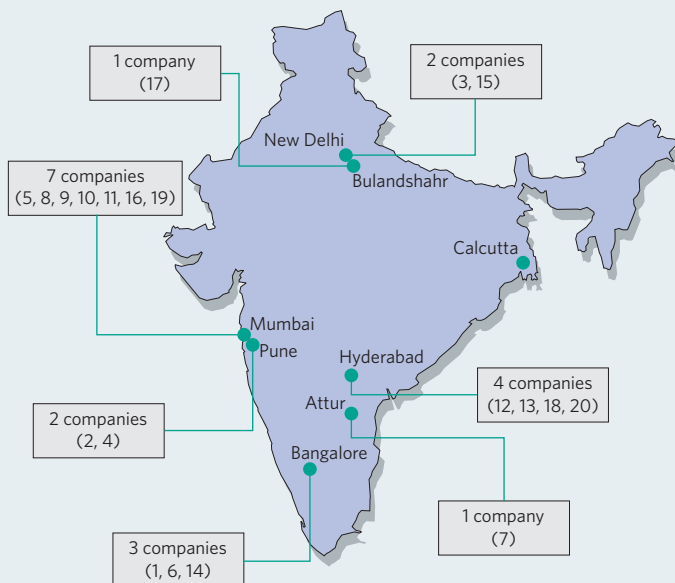 1 company
(17)
2 companies
(3, 15)
New Delhi
Bulandshahr
7 companies
(5, 8, 9, 10, 11, 16, 19)
Calcutta
Mumbai
Pune
Hyderabad
4 companies
(12, 13, 18, 20)
Attur
2 companies
(2, 4)
Bangalore
1 company
(7)
3 companies
(1, 6, 14)